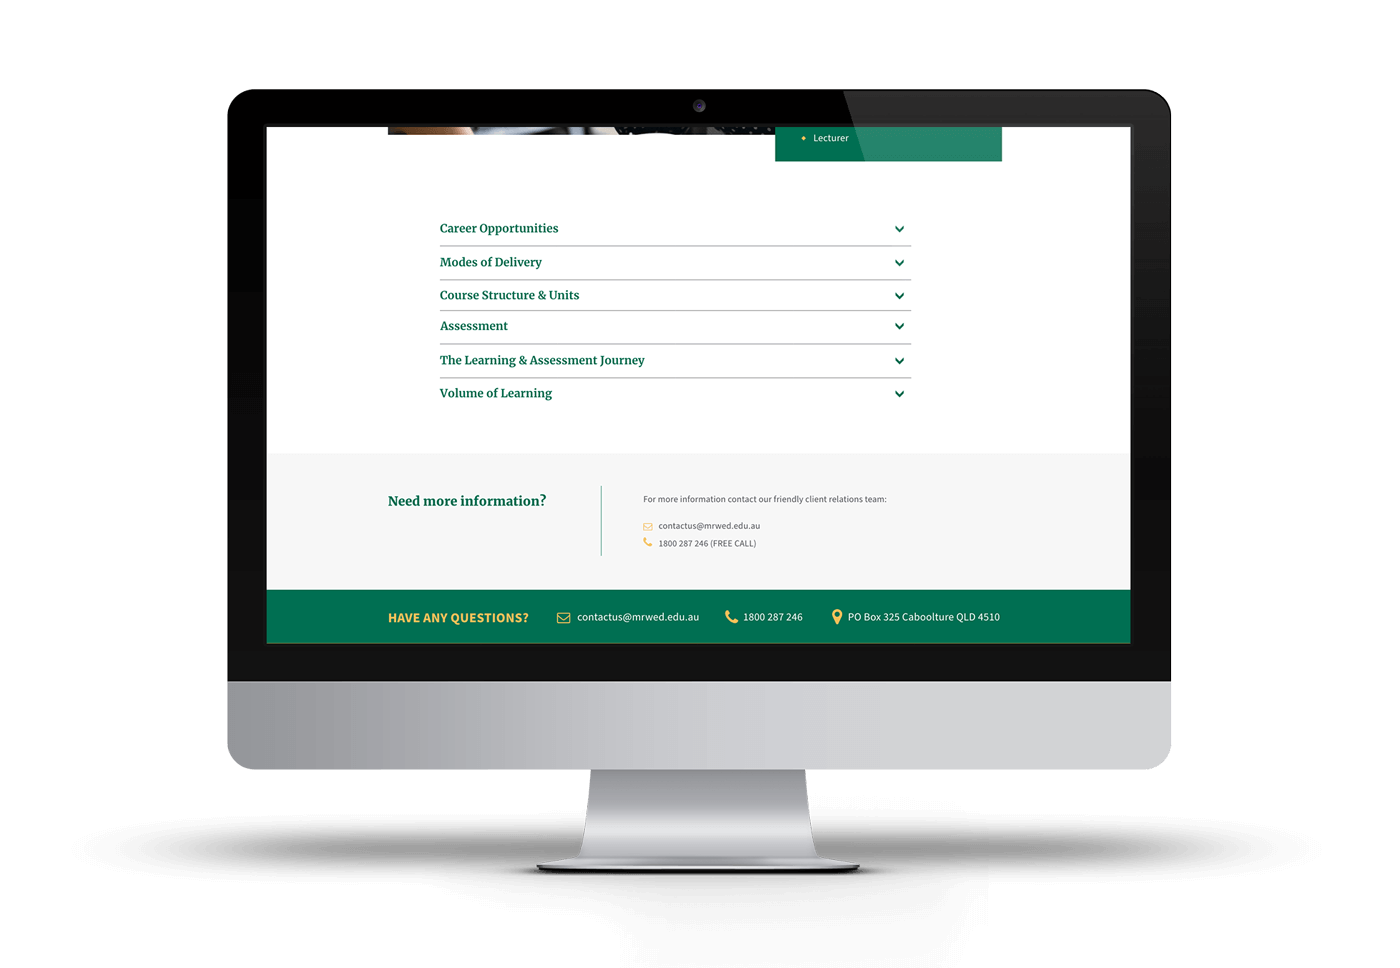 Lecturer
Career Opportunities
Modes of Delivery
Course Structure & Units
Assessment
The Learning & Assessment Journey
Volume of Learning
Need more information?
For more information contact our friendly client relations team:
contactus@mrwed.edu.au
1800 287 246 (FREE CALL)
HAVE ANY QUESTIONS? contactus@mrwed.edu.au 1800 287 246 PO Box 325 Caboolture QLD 4510